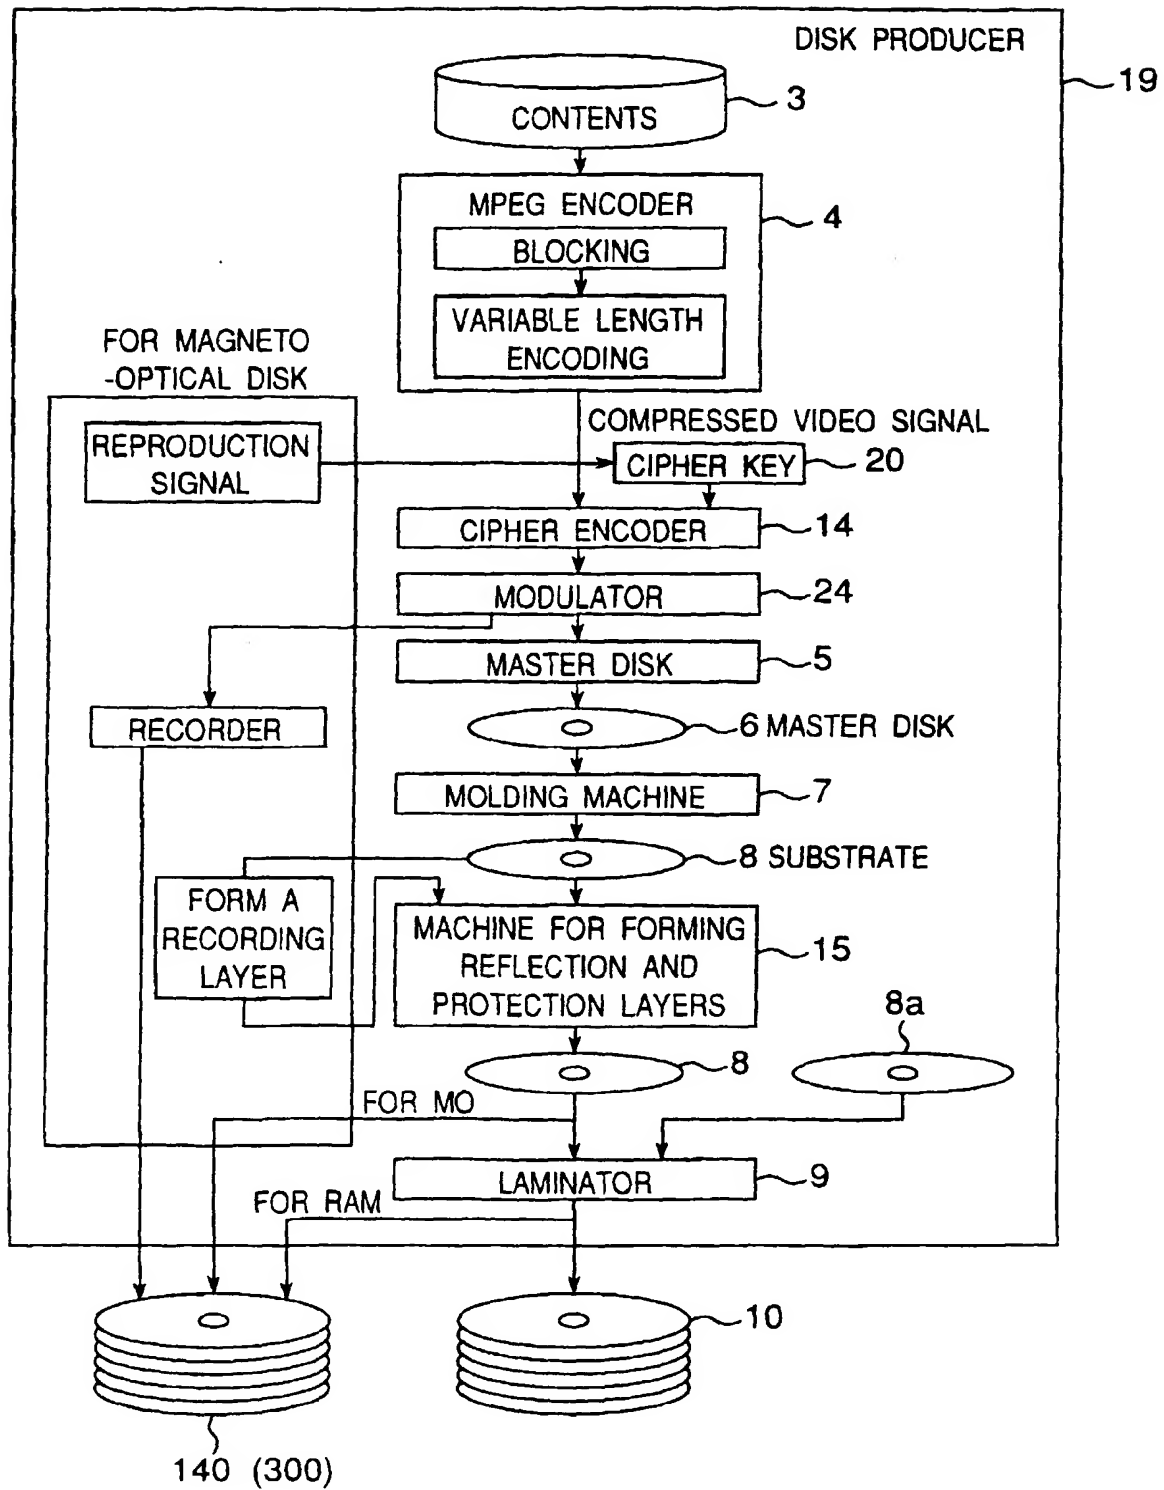 DISK PRODUCER
19
CONTENTS
3
MPEG ENCODER
4
BLOCKING
VARIABLE LENGTH
ENCODING
FOR MAGNETO
-OPTICAL DISK
COMPRESSED VIDEO SIGNAL
REPRODUCTION
SIGNAL
CIPHER KEY
20
CIPHER ENCODER
14
MODULATOR
24
MASTER DISK
5
RECORDER
6 MASTER DISK
MOLDING MACHINE
7
8 SUBSTRATE
FORM A
RECORDING
LAYER
MACHINE FOR FORMING
REFLECTION AND
PROTECTION LAYERS
15
8a
8
FOR MO
LAMINATOR
9
FOR RAM
10
140 (300)